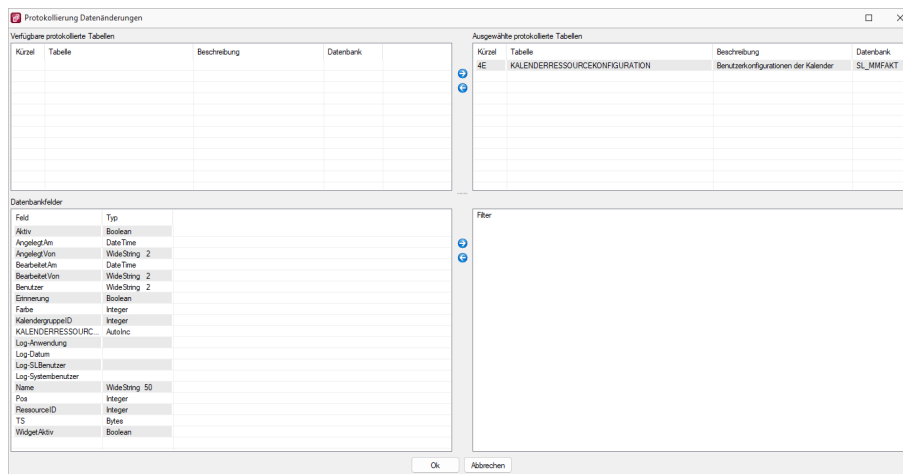 Protokollierung Datenänderungen
Verfügbare protokollierte Tabellen
Kürzel Tabelle Beschreibung Datenbank
Ausgewählte protokollierte Tabellen
Kürzel Tabelle Beschreibung Datenbank
4E KALENDERRESSOURCEKONFIGURATION Benutzerkonfigurationen der Kalender SL_MMFAKT
Datenbankfelder
Feld Typ
Aktiv Boolean
AngelegtAm DateTime
AngelegtVon WideString 2
BearbeitetAm DateTime
BearbeitetVon WideString 2
Benutzer WideString 2
Erinnerung Boolean
Farbe Integer
KalendergruppeID Integer
KALENDERRESSOURC... AutoInc
Log-Anwendung
Log-Datum
Log-SLBenutzer
Log-Systembenutzer
Name WideString 50
Pos Integer
RessourceID Integer
TS Bytes
WidgetAktiv Boolean
Filter
Ok Abbrechen